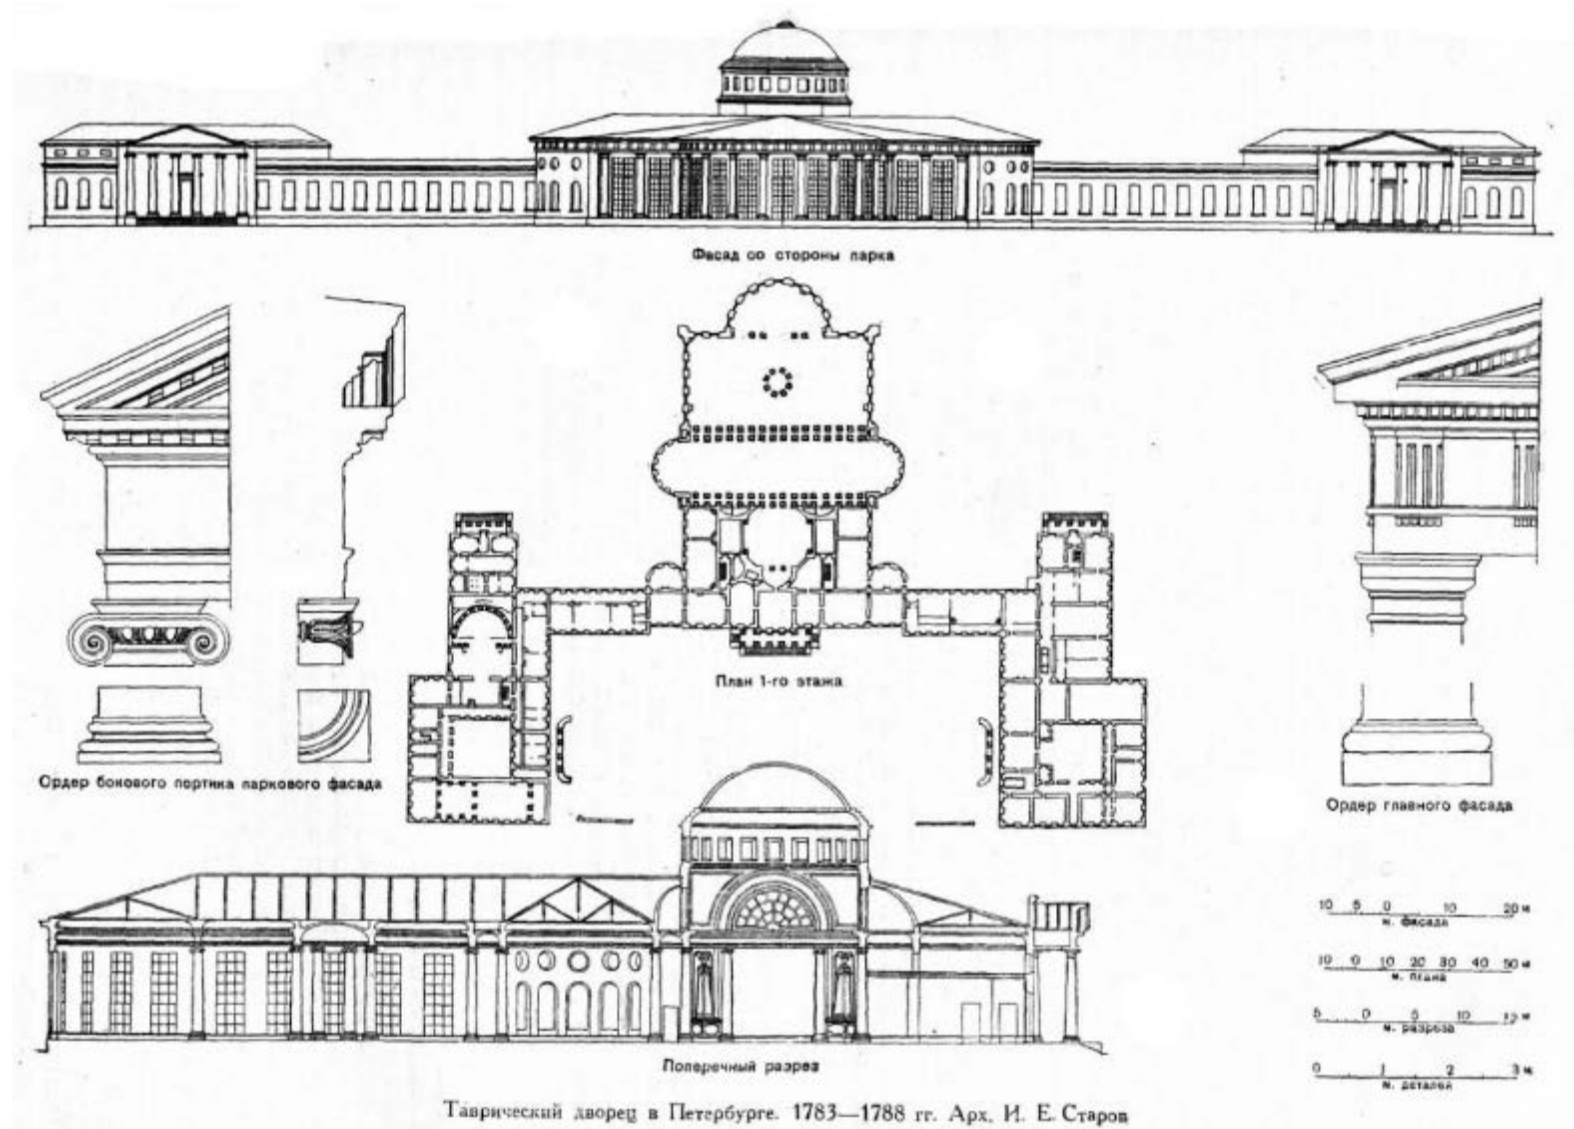 Фасад со стороны парка
План 1-го этажа
Ордер бокового портика паркового фасада
Ордер главного фасада
10 5 0 10 20 м
м. фасада
10 0 10 20 30 40 50 м
м. плана
5 0 5 10 15 м
м. разреза
0 1 2 3 м
м. деталей
Поперечный разрез
Таврический дворец в Петербурге. 1783—1788 гг. Арх. И. Е. Старов